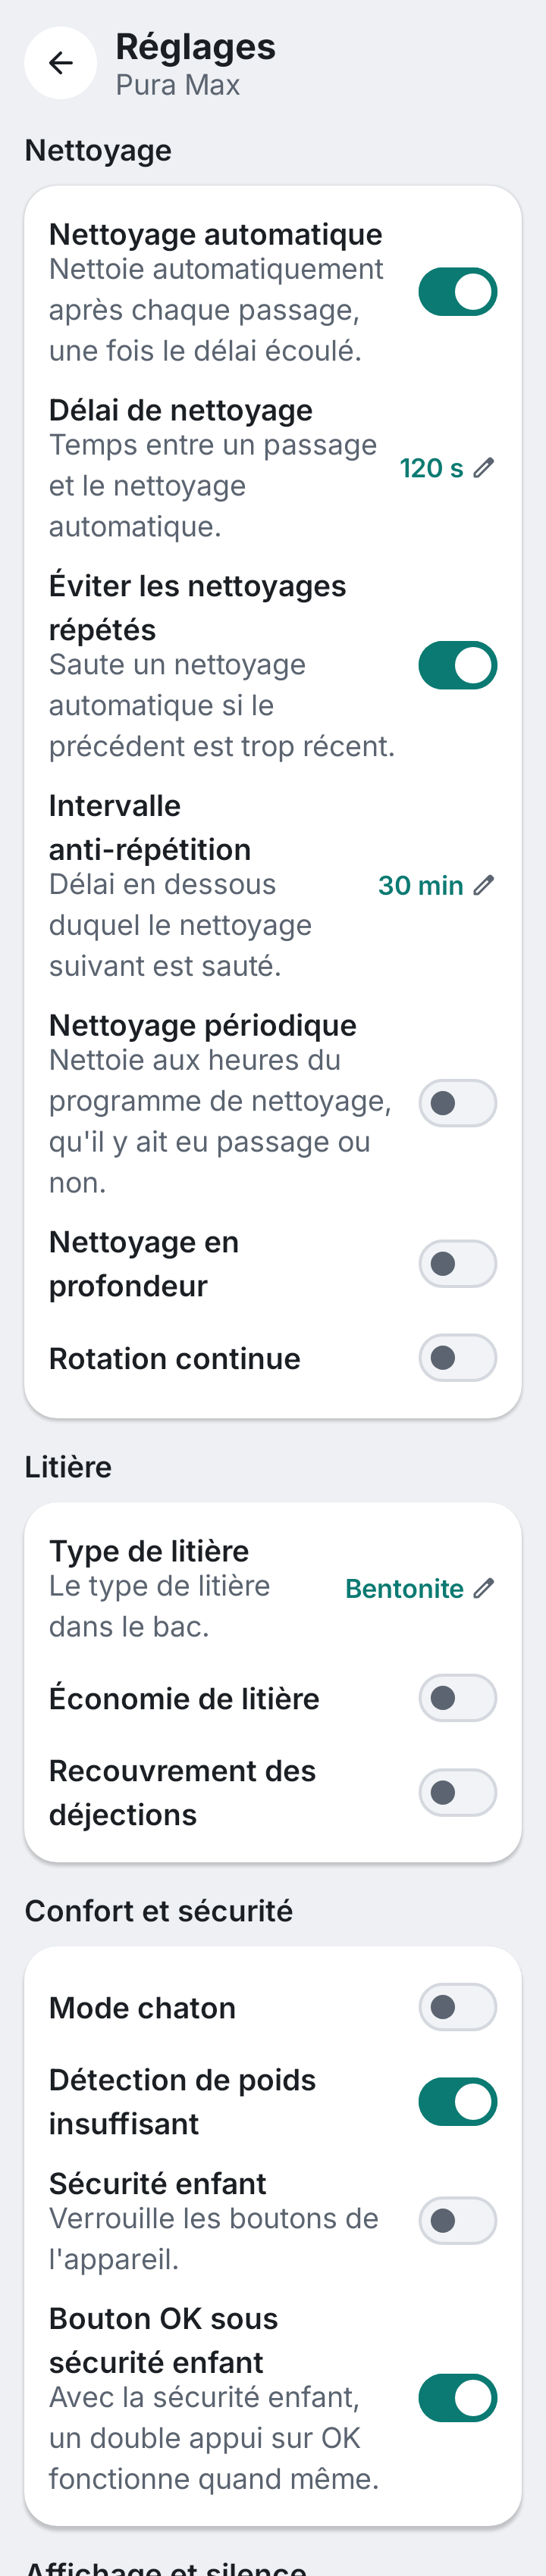 Réglages
Pura Max
Nettoyage
Nettoyage automatique
Nettoie automatiquement
après chaque passage,
une fois le délai écoulé.
Délai de nettoyage
Temps entre un passage
et le nettoyage
automatique.
120 s
Éviter les nettoyages
répétés
Saute un nettoyage
automatique si le
précédent est trop récent.
Intervalle
anti-répétition
Délai en dessous
duquel le nettoyage
suivant est sauté.
30 min
Nettoyage périodique
Nettoie aux heures du
programme de nettoyage,
qu'il y ait eu passage ou
non.
Nettoyage en
profondeur
Rotation continue
Litière
Type de litière
Le type de litière
dans le bac.
Bentonite
Économie de litière
Recouvrement des
déjections
Confort et sécurité
Mode chaton
Détection de poids
insuffisant
Sécurité enfant
Verrouille les boutons de
l'appareil.
Bouton OK sous
sécurité enfant
Avec la sécurité enfant,
un double appui sur OK
fonctionne quand même.
Affichage et silence